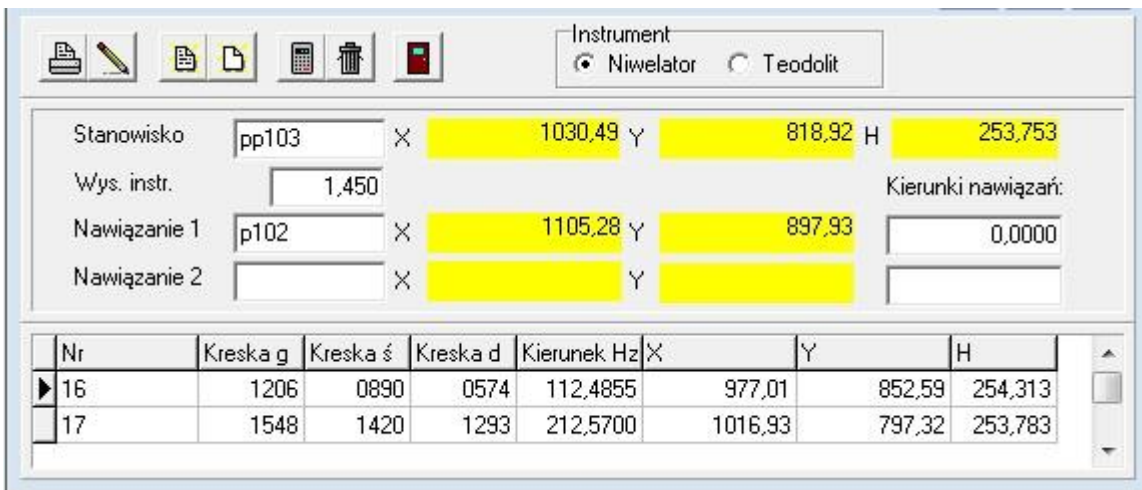 Instrument
Niwelator Teodolit
Stanowisko pp103 X 1030,49 Y 818,92 H 253,753
Wys. instr. 1,450 Kierunki nawiązań:
Nawiązanie 1 p102 X 1105,28 Y 897,93 0,0000
Nawiązanie 2 X Y
Nr Kreska g Kreska ś Kreska d Kierunek Hz X Y H
16 1206 0890 0574 112,4855 977,01 852,59 254,313
17 1548 1420 1293 212,5700 1016,93 797,32 253,783